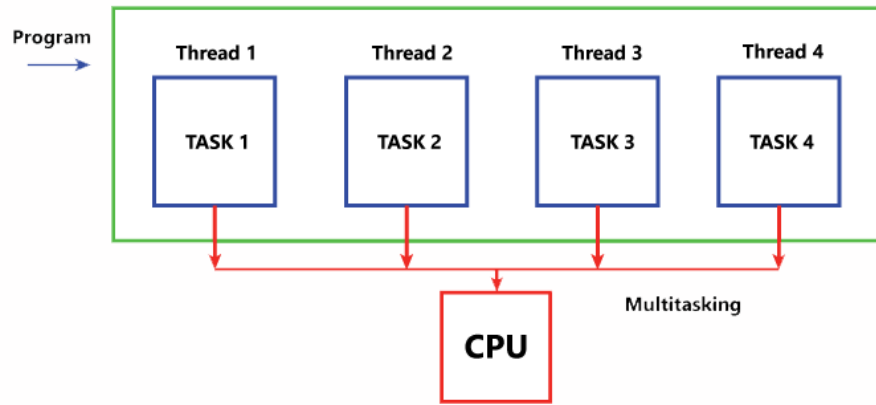 Program
Thread 1
Thread 2
Thread 3
Thread 4
TASK 1
TASK 2
TASK 3
TASK 4
Multitasking
CPU